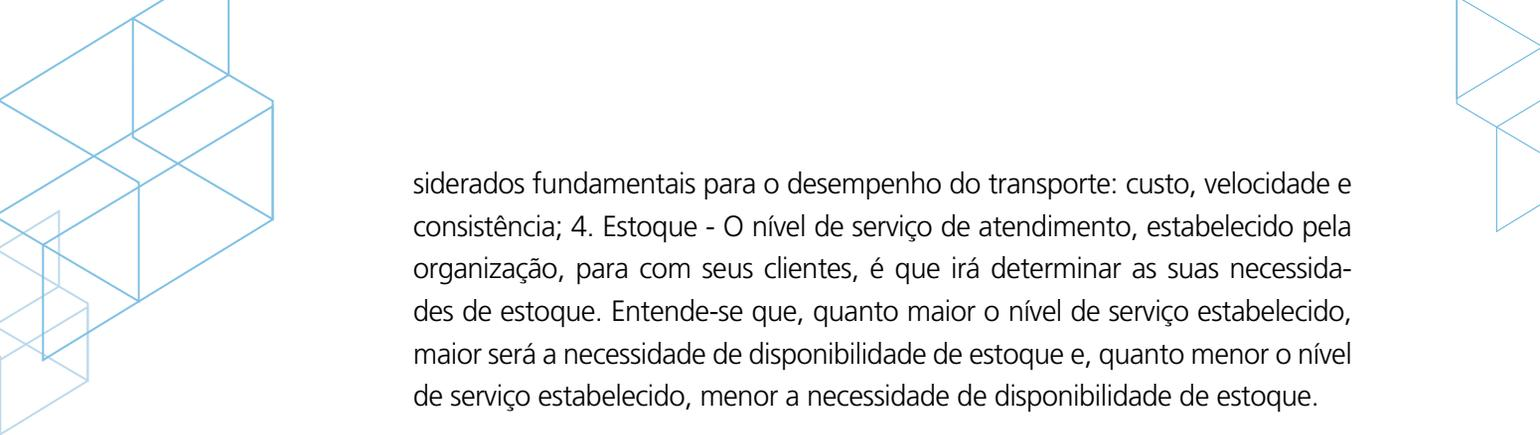 siderados fundamentais para o desempenho do transporte: custo, velocidade e
consistência; 4. Estoque - O nível de serviço de atendimento, estabelecido pela
organização, para com seus clientes, é que irá determinar as suas necessida-
des de estoque. Entende-se que, quanto maior o nível de serviço estabelecido,
maior será a necessidade de disponibilidade de estoque e, quanto menor o nível
de serviço estabelecido, menor a necessidade de disponibilidade de estoque.